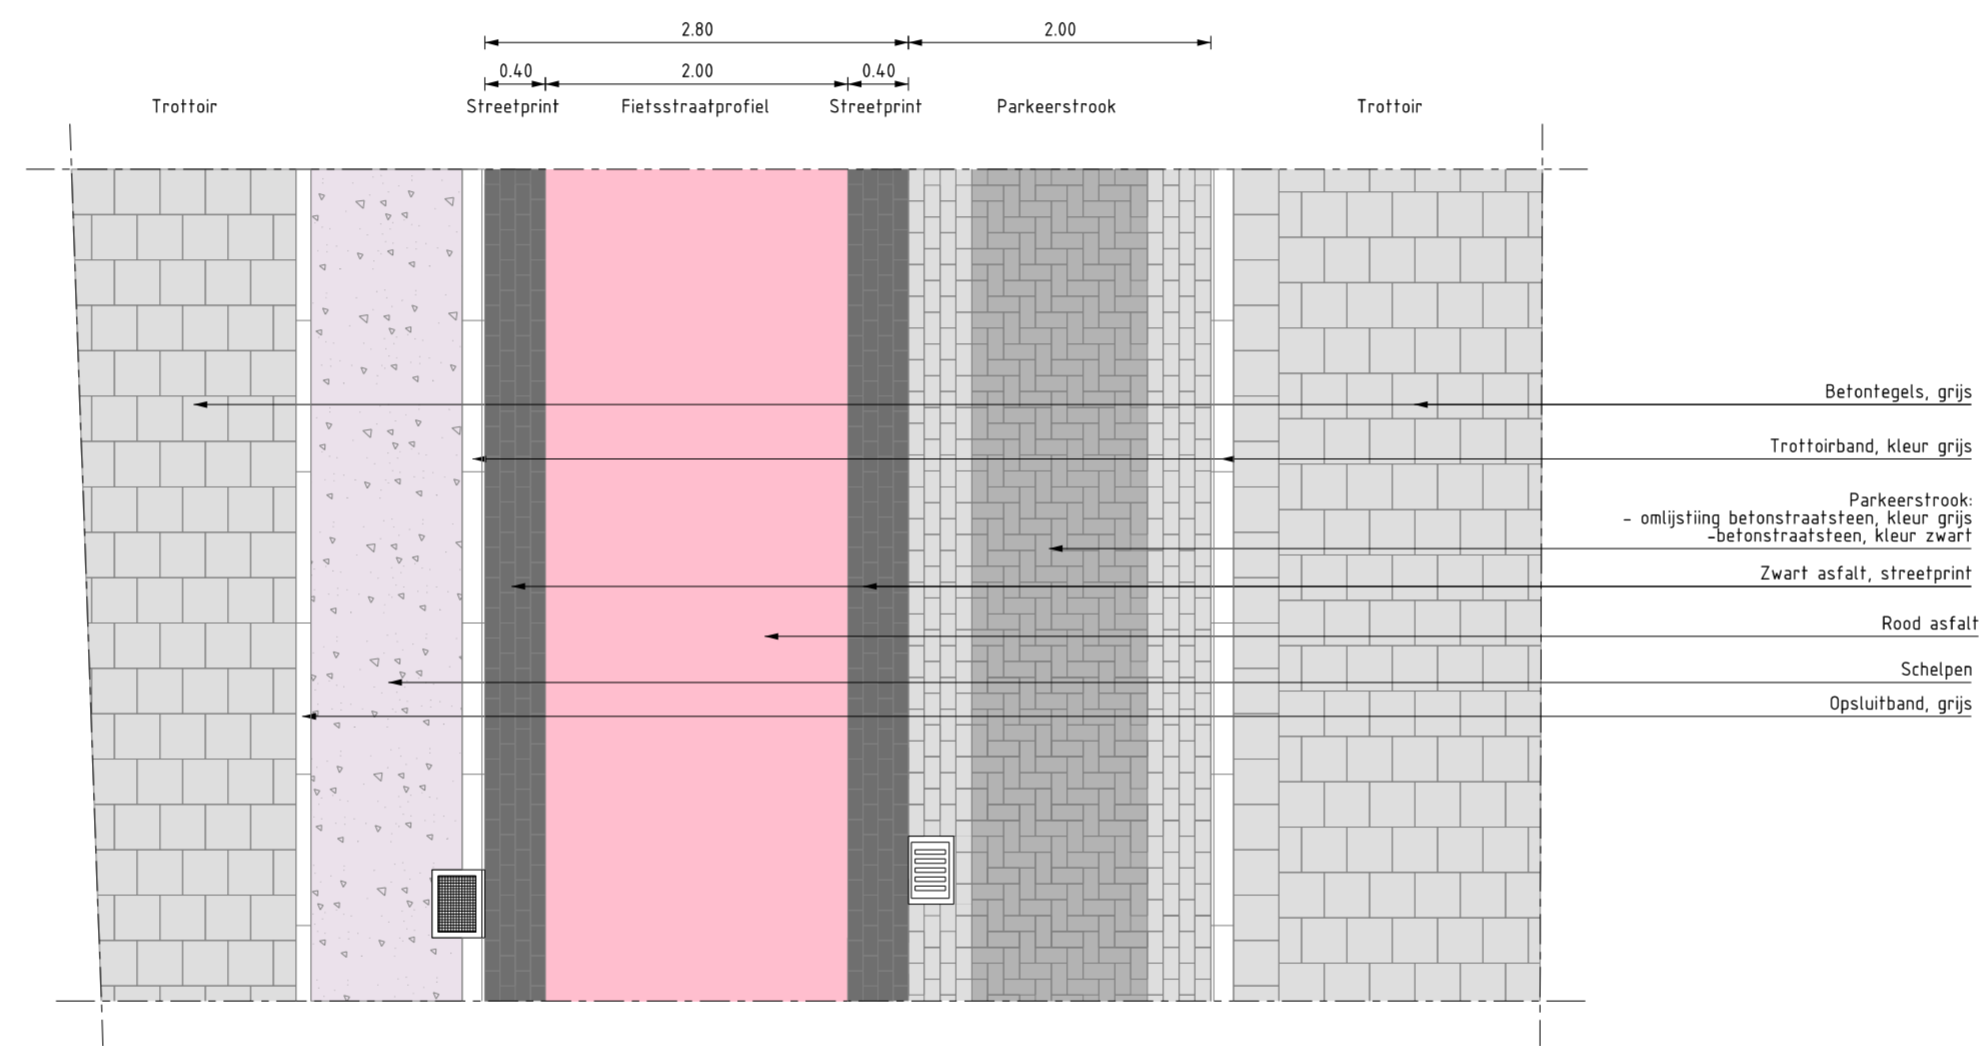 2.80
2.00
0.40
2.00
0.40
Trottoir
Streetprint
Fietsstraatprofiel
Streetprint
Parkeerstrook
Trottoir
Betontegels, grijs
Trottoirband, kleur grijs
Parkeerstrook:
- omlijstiing betonstraatsteen, kleur grijs
-betonstraatsteen, kleur zwart
Zwart asfalt, streetprint
Rood asfalt
Schelpen
Opsluitband, grijs